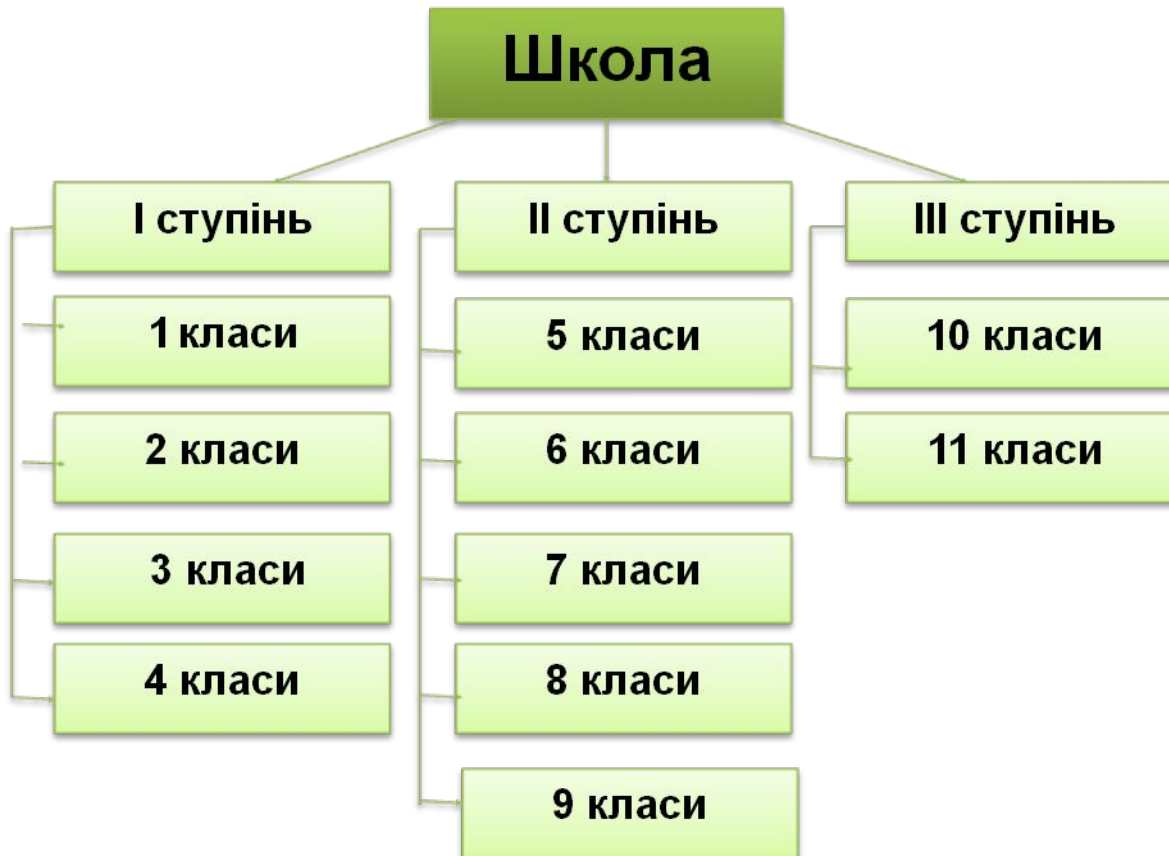 Школа
І ступінь
ІІ ступінь
ІІІ ступінь
1 класи
5 класи
10 класи
2 класи
6 класи
11 класи
3 класи
7 класи
4 класи
8 класи
9 класи